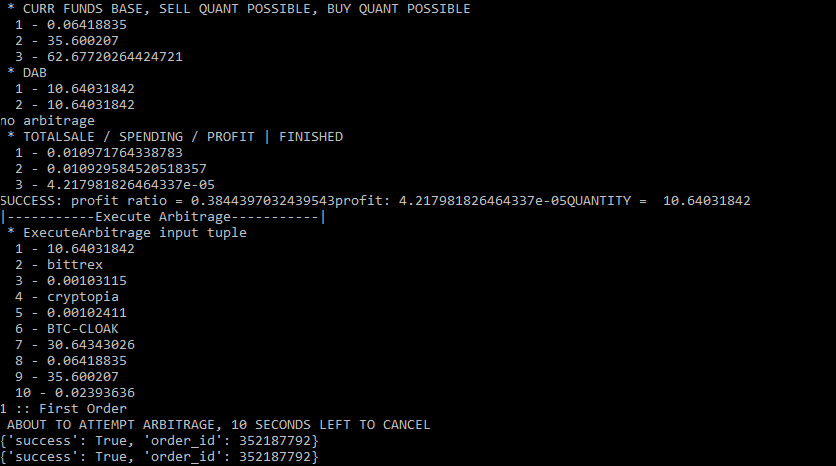 * CURR FUNDS BASE, SELL QUANT POSSIBLE, BUY QUANT POSSIBLE
1 - 0.06418835
2 - 35.600207
3 - 62.67720264424721
* DAB
1 - 10.64031842
2 - 10.64031842
no arbitrage
* TOTALSALE / SPENDING / PROFIT | FINISHED
1 - 0.010971764338783
2 - 0.010929584520518357
3 - 4.217981826464337e-05
SUCCESS: profit ratio = 0.3844397032439543profit: 4.217981826464337e-05QUANTITY =  10.64031842
|-----------Execute Arbitrage-----------|
* ExecuteArbitrage input tuple
1 - 10.64031842
2 - bittrex
3 - 0.00103115
4 - cryptopia
5 - 0.00102411
6 - BTC-CLOAK
7 - 30.64343026
8 - 0.06418835
9 - 35.600207
10 - 0.02393636
1 :: First Order
ABOUT TO ATTEMPT ARBITRAGE, 10 SECONDS LEFT TO CANCEL
{'success': True, 'order_id': 352187792}
{'success': True, 'order_id': 352187792}